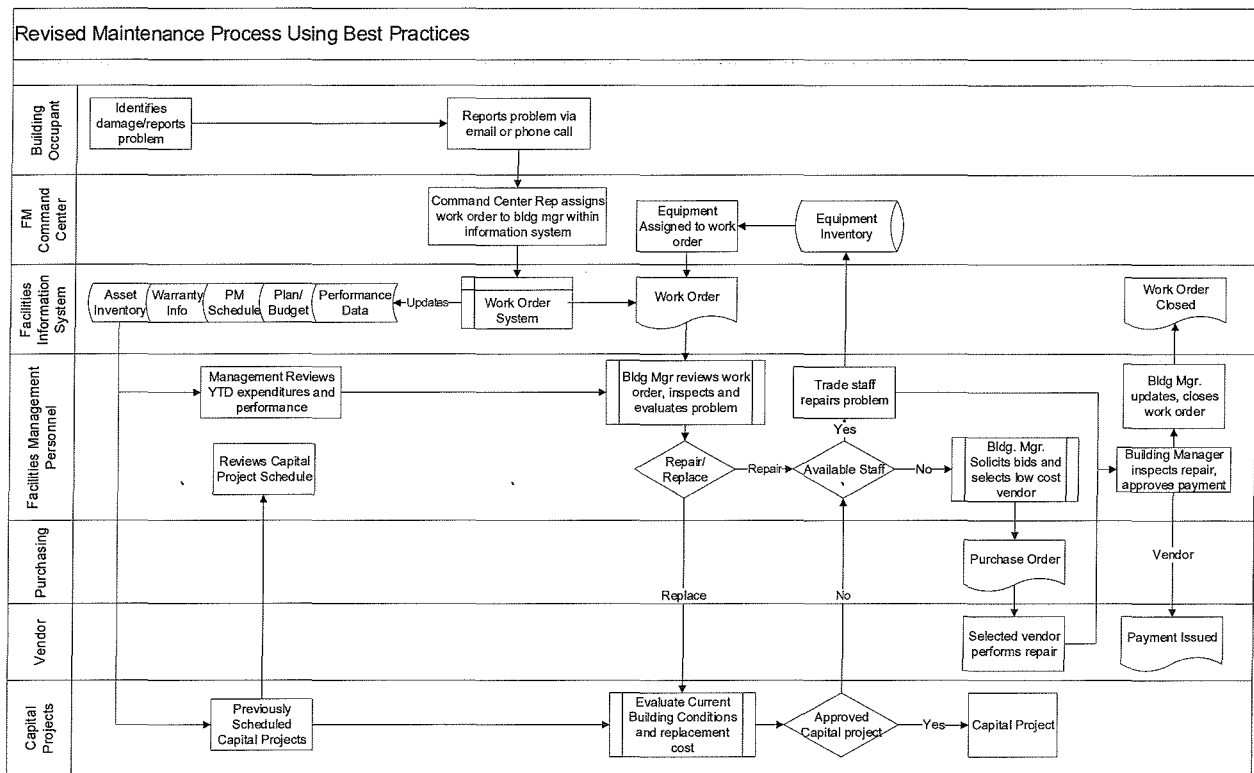 Revised Maintenance Process Using Best Practices
Building
Occupant
Identifies
damage/reports
problem
Reports problem via
email or phone call
FM
Command
Center
Command Center Rep assigns
work order to bldg mgr within
information system
Equipment
Assigned to work
order
Equipment
Inventory
Facilities
Information
System
Asset
Inventory
Warranty
Info
PM
Schedule
Plan/
Budget
Performance
Data
Updates
Work Order
System
Work Order
Work Order
Closed
Facilities Management
Personnel
Management Reviews
YTD expenditures and
performance
Bldg Mgr reviews work
order, inspects and
evaluates problem
Trade staff
repairs problem
Bldg Mgr.
updates, closes
work order
Yes
Reviews Capital
Project Schedule
Repair/
Replace
Repair
Available Staff
No
Bldg. Mgr.
Solicits bids and
selects low cost
vendor
Building Manager
inspects repair,
approves payment
Purchasing
Purchase Order
Vendor
Replace
No
Vendor
Selected vendor
performs repair
Payment Issued
Capital
Projects
Previously
Scheduled
Capital Projects
Evaluate Current
Building Conditions
and replacement
cost
Approved
Capital project
Yes
Capital Project